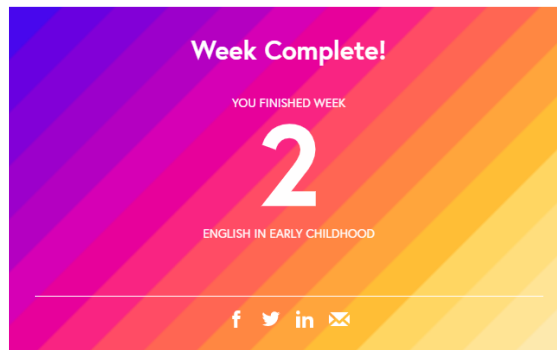 Week Complete!
YOU FINISHED WEEK
2
ENGLISH IN EARLY CHILDHOOD